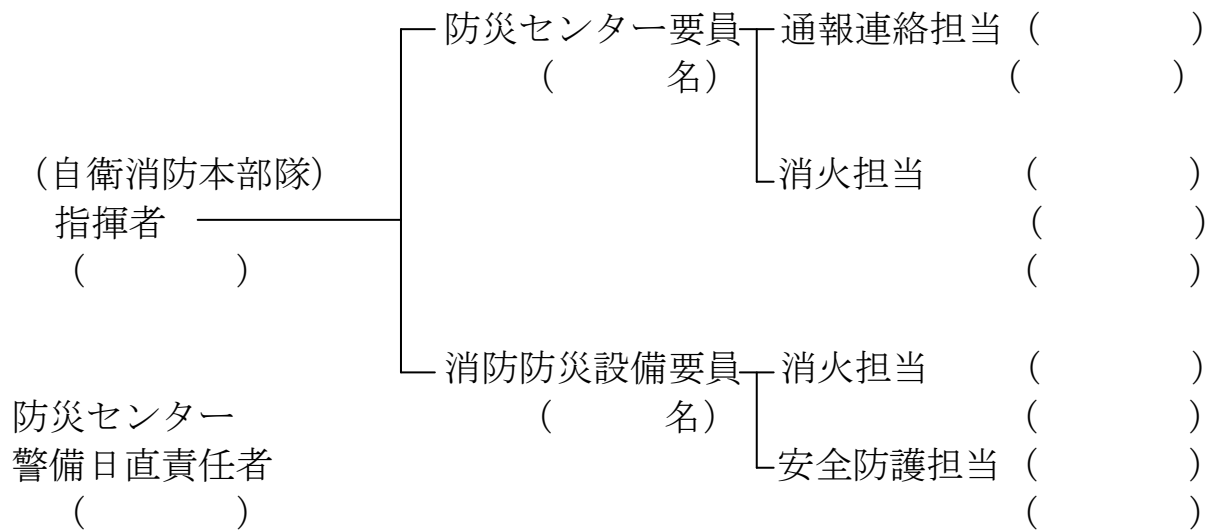 防災センター要員 通報連絡担当 (　　　　)
(　　　名) (　　　　)
(自衛消防本部隊) 消火担当 (　　　　)
指揮者 (　　　　)
(　　　　) (　　　　)
消防防災設備要員 消火担当 (　　　　)
防災センター (　　　名) (　　　　)
警備日直責任者 安全防護担当 (　　　　)
(　　　　) (　　　　)